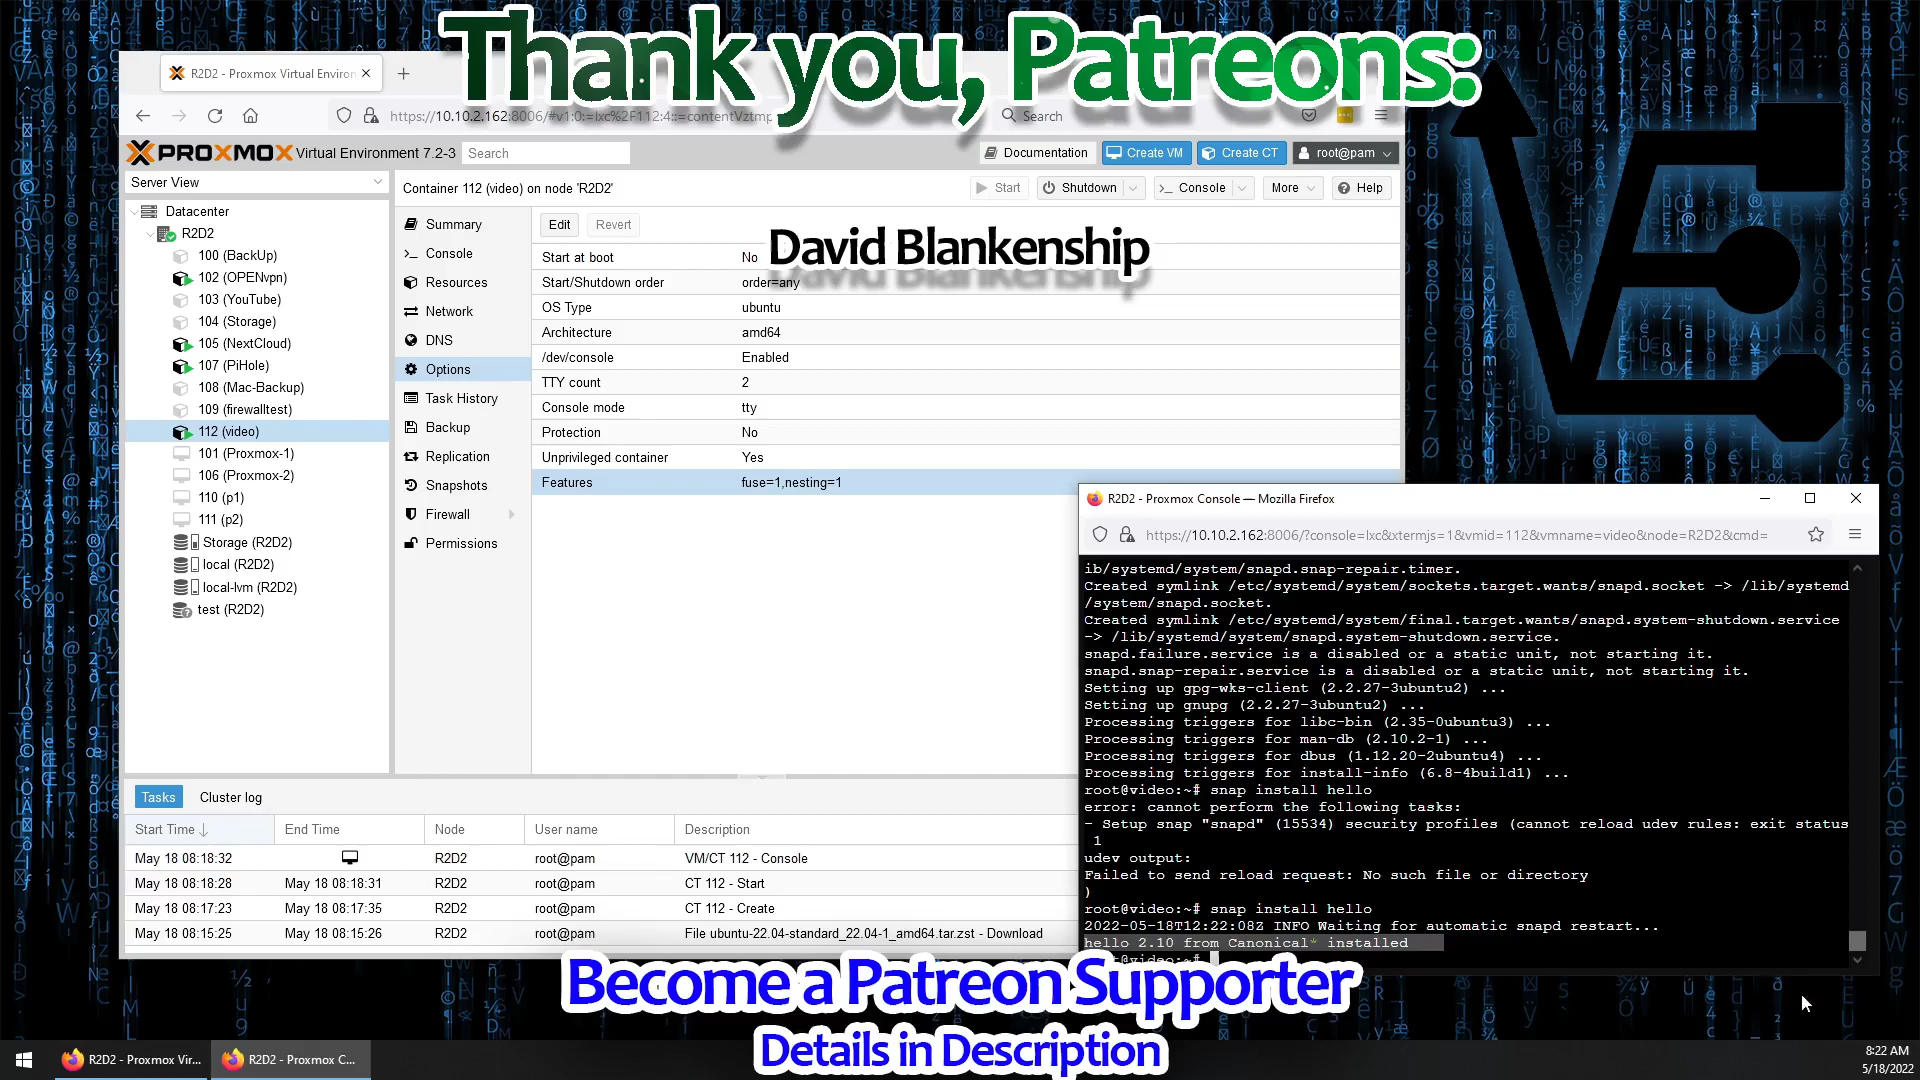 Thank you, Patreons:
R2D2 - Proxmox Virtual Environ
https://10.10.2.162:8006/#v1:0:=lxc%2F112:4::=contentVztmp
Search
PROXMOX Virtual Environment 7.2-3
Search
Documentation
Create VM
Create CT
root@pam
Server View
Container 112 (video) on node 'R2D2'
Start
Shutdown
Console
More
Help
Datacenter
R2D2
100 (BackUp)
102 (OPENvpn)
103 (YouTube)
104 (Storage)
105 (NextCloud)
107 (PiHole)
108 (Mac-Backup)
109 (firewalltest)
112 (video)
101 (Proxmox-1)
106 (Proxmox-2)
110 (p1)
111 (p2)
Storage (R2D2)
local (R2D2)
local-lvm (R2D2)
test (R2D2)
Summary
Console
Resources
Network
DNS
Options
Task History
Backup
Replication
Snapshots
Firewall
Permissions
Edit
Revert
David Blankenship
Start at boot No
Start/Shutdown order order=any
OS Type ubuntu
Architecture amd64
/dev/console Enabled
TTY count 2
Console mode tty
Protection No
Unprivileged container Yes
Features fuse=1,nesting=1
R2D2 - Proxmox Console — Mozilla Firefox
https://10.10.2.162:8006/?console=lxc&xtermjs=1&vmid=112&vmname=video&node=R2D2&cmd=
ib/systemd/system/snapd.snap-repair.timer.
Created symlink /etc/systemd/system/sockets.target.wants/snapd.socket -> /lib/systemd
/system/snapd.socket.
Created symlink /etc/systemd/system/final.target.wants/snapd.system-shutdown.service
-> /lib/systemd/system/snapd.system-shutdown.service.
snapd.failure.service is a disabled or a static unit, not starting it.
snapd.snap-repair.service is a disabled or a static unit, not starting it.
Setting up gpg-wks-client (2.2.27-3ubuntu2) ...
Setting up gnupg (2.2.27-3ubuntu2) ...
Processing triggers for libc-bin (2.35-0ubuntu3) ...
Processing triggers for man-db (2.10.2-1) ...
Processing triggers for dbus (1.12.20-2ubuntu4) ...
Processing triggers for install-info (6.8-4build1) ...
root@video:~# snap install hello
error: cannot perform the following tasks:
- Setup snap "snapd" (15534) security profiles (cannot reload udev rules: exit status
1
udev output:
Failed to send reload request: No such file or directory
)
root@video:~# snap install hello
2022-05-18T12:22:08Z INFO Waiting for automatic snapd restart...
hello 2.10 from Canonical* installed
root@video:~#
Tasks
Cluster log
Start Time End Time Node User name Description
May 18 08:18:32 R2D2 root@pam VM/CT 112 - Console
May 18 08:18:28 May 18 08:18:31 R2D2 root@pam CT 112 - Start
May 18 08:17:23 May 18 08:17:35 R2D2 root@pam CT 112 - Create
May 18 08:15:25 May 18 08:15:26 R2D2 root@pam File ubuntu-22.04-standard_22.04-1_amd64.tar.zst - Download
Become a Patreon Supporter
Details in Description
R2D2 - Proxmox Vir...
R2D2 - Proxmox C...
8:22 AM
5/18/2022